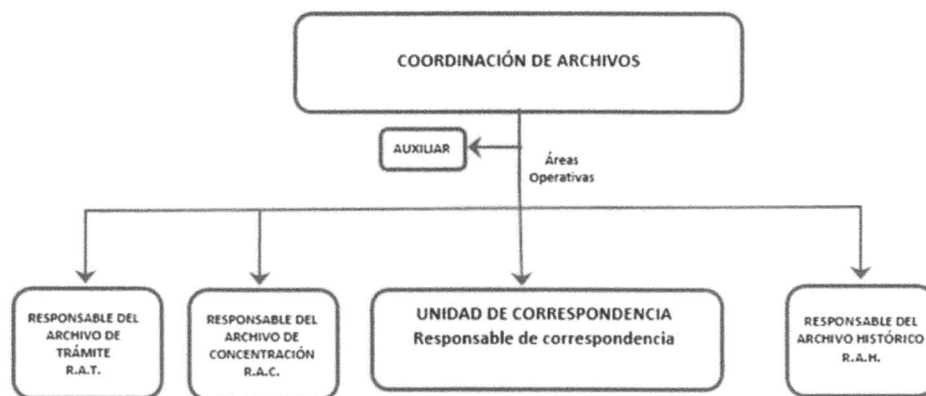 COORDINACIÓN DE ARCHIVOS
AUXILIAR
Áreas
Operativas
RESPONSABLE DEL
ARCHIVO DE
TRÁMITE
R.A.T.
RESPONSABLE DEL
ARCHIVO DE
CONCENTRACIÓN
R.A.C.
UNIDAD DE CORRESPONDENCIA
Responsable de correspondencia
RESPONSABLE DEL
ARCHIVO HISTÓRICO
R.A.H.